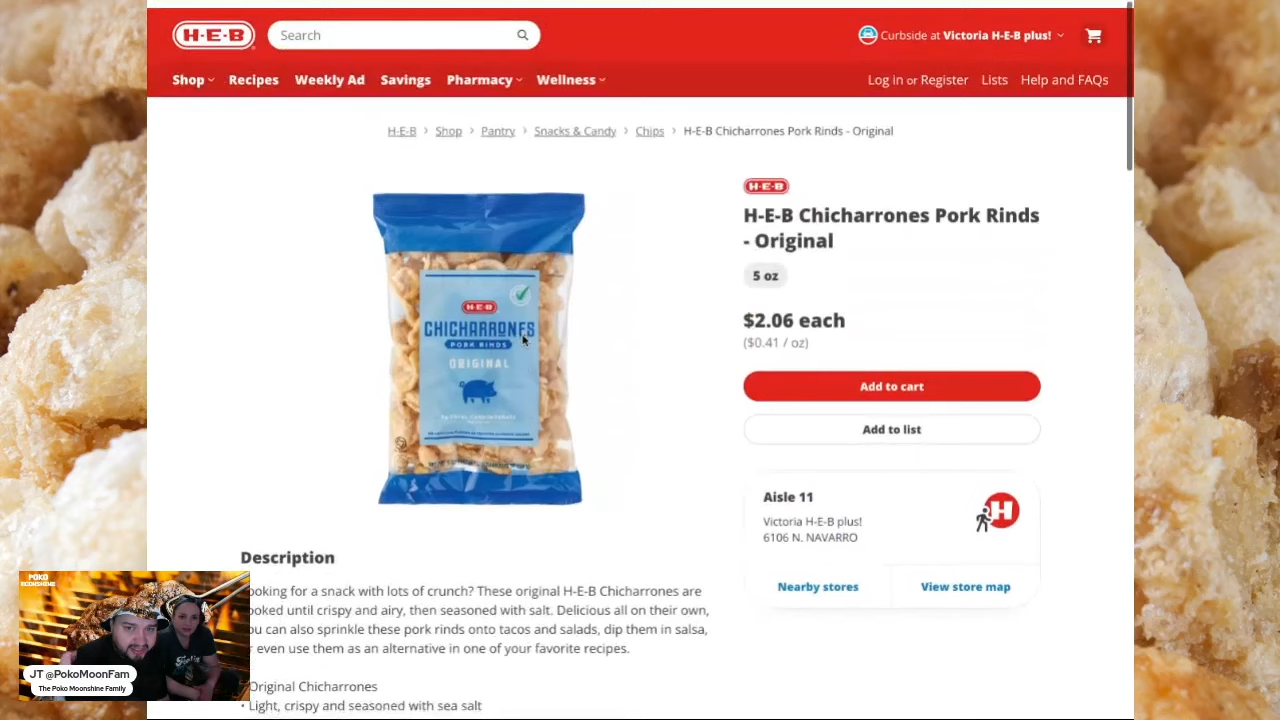 H-E-B
Search
Curbside at Victoria H-E-B plus!
Shop
Recipes
Weekly Ad
Savings
Pharmacy
Wellness
Log in or Register
Lists
Help and FAQs
H-E-B > Shop > Pantry > Snacks & Candy > Chips > H-E-B Chicharrones Pork Rinds - Original
H-E-B
CHICHARRONES
PORK RINDS
ORIGINAL
H-E-B
H-E-B Chicharrones Pork Rinds
- Original
5 oz
$2.06 each
($0.41 / oz)
Add to cart
Add to list
Aisle 11
Victoria H-E-B plus!
6106 N. NAVARRO
H
Nearby stores
View store map
Description
ooking for a snack with lots of crunch? These original H-E-B Chicharrones are
ooked until crispy and airy, then seasoned with salt. Delicious all on their own,
ou can also sprinkle these pork rinds onto tacos and salads, dip them in salsa,
r even use them as an alternative in one of your favorite recipes.
Original Chicharrones
• Light, crispy and seasoned with sea salt
POKO
MOONSHINE
JT @PokoMoonFam
The Poko Moonshine Family